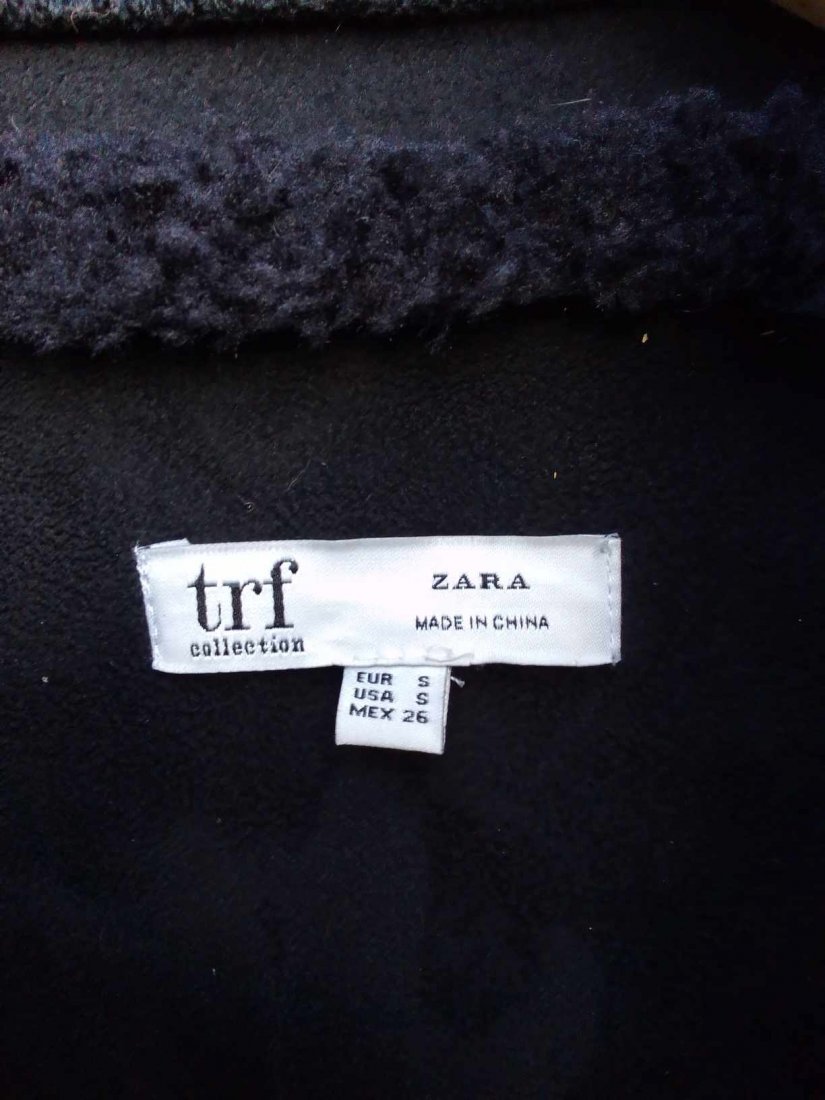 trf
collection
ZARA
MADE IN CHINA
EUR S
USA S
MEX 26